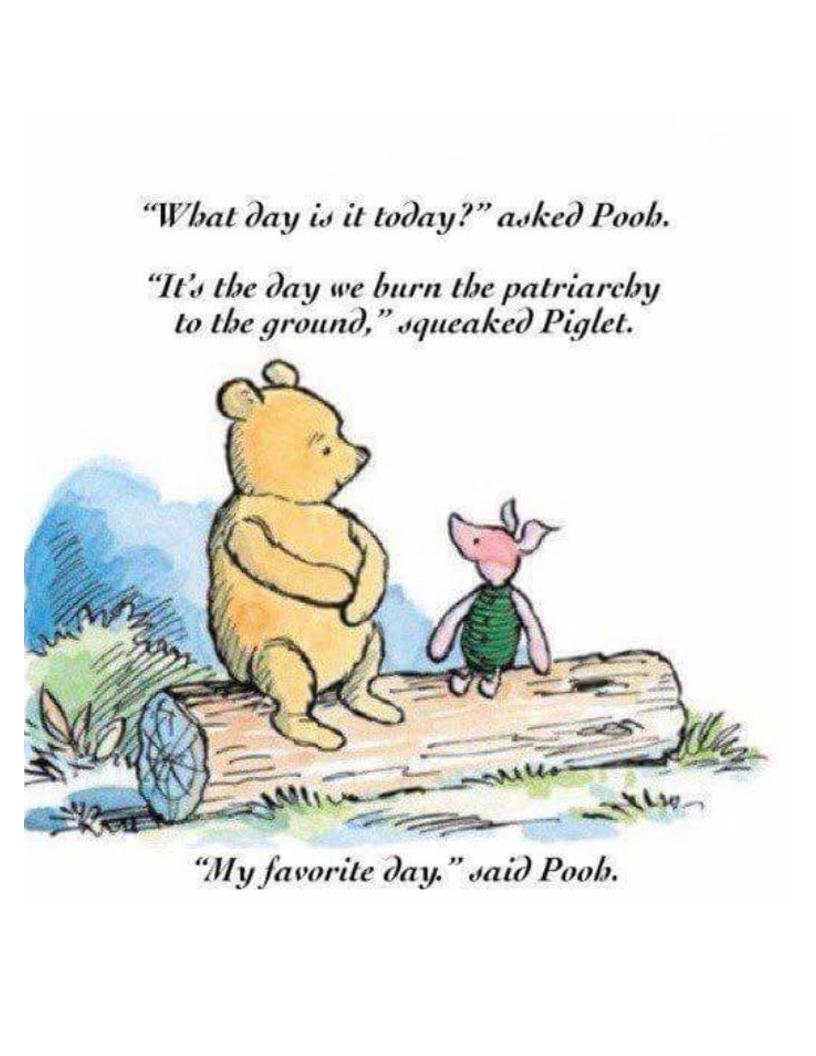 “What day is it today?” asked Pooh.
“It’s the day we burn the patriarchy
to the ground,” squeaked Piglet.
“My favorite day.” said Pooh.